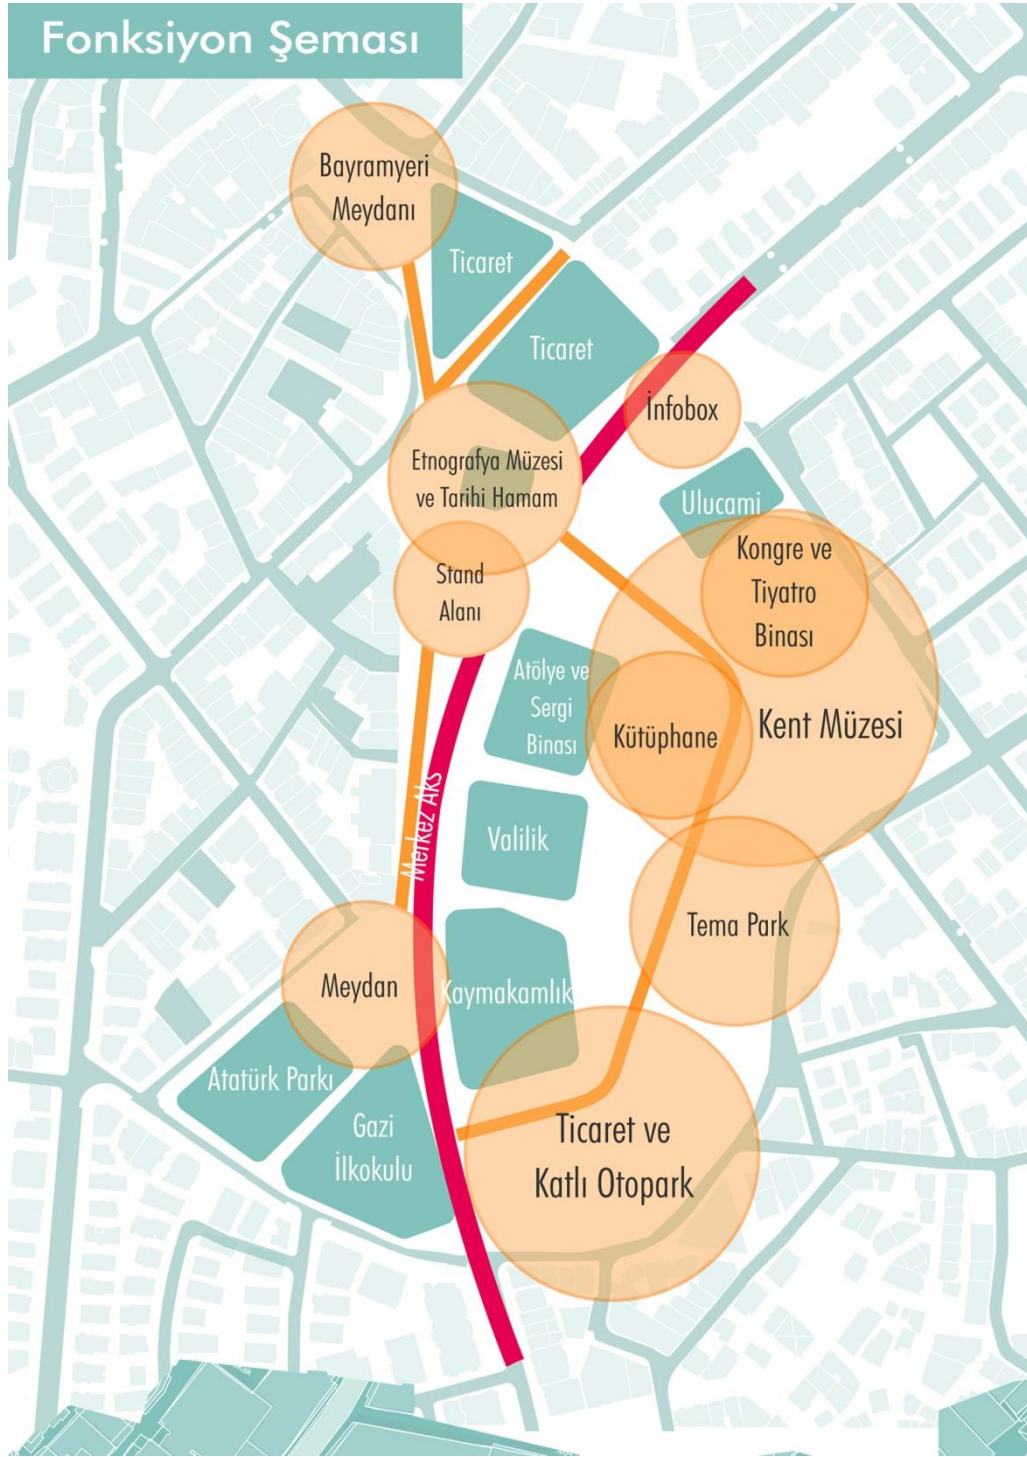 Fonksiyon Şeması
Bayramyeri
Meydanı
Ticaret
Ticaret
İnfobox
Etnografya Müzesi
ve Tarihi Hamam
Ulucami
Kongre ve
Tiyatro
Binası
Stand
Alanı
Atölye ve
Sergi
Binası
Kütüphane
Kent Müzesi
Merkez Aks
Valilik
Tema Park
Meydan
Kaymakamlık
Atatürk Parkı
Gazi
İlkokulu
Ticaret ve
Katlı Otopark